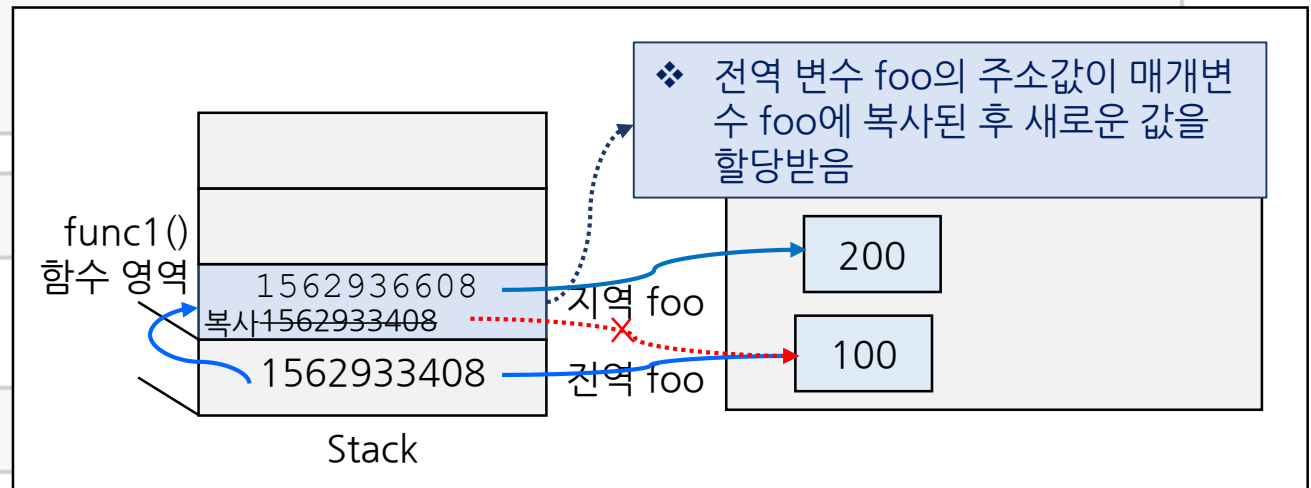 ❖ 전역 변수 foo의 주소값이 매개변
수 foo에 복사된 후 새로운 값을
할당받음
func1()
함수 영역
1562936608
복사1562933408
지역 foo
200
1562933408
전역 foo
100
Stack